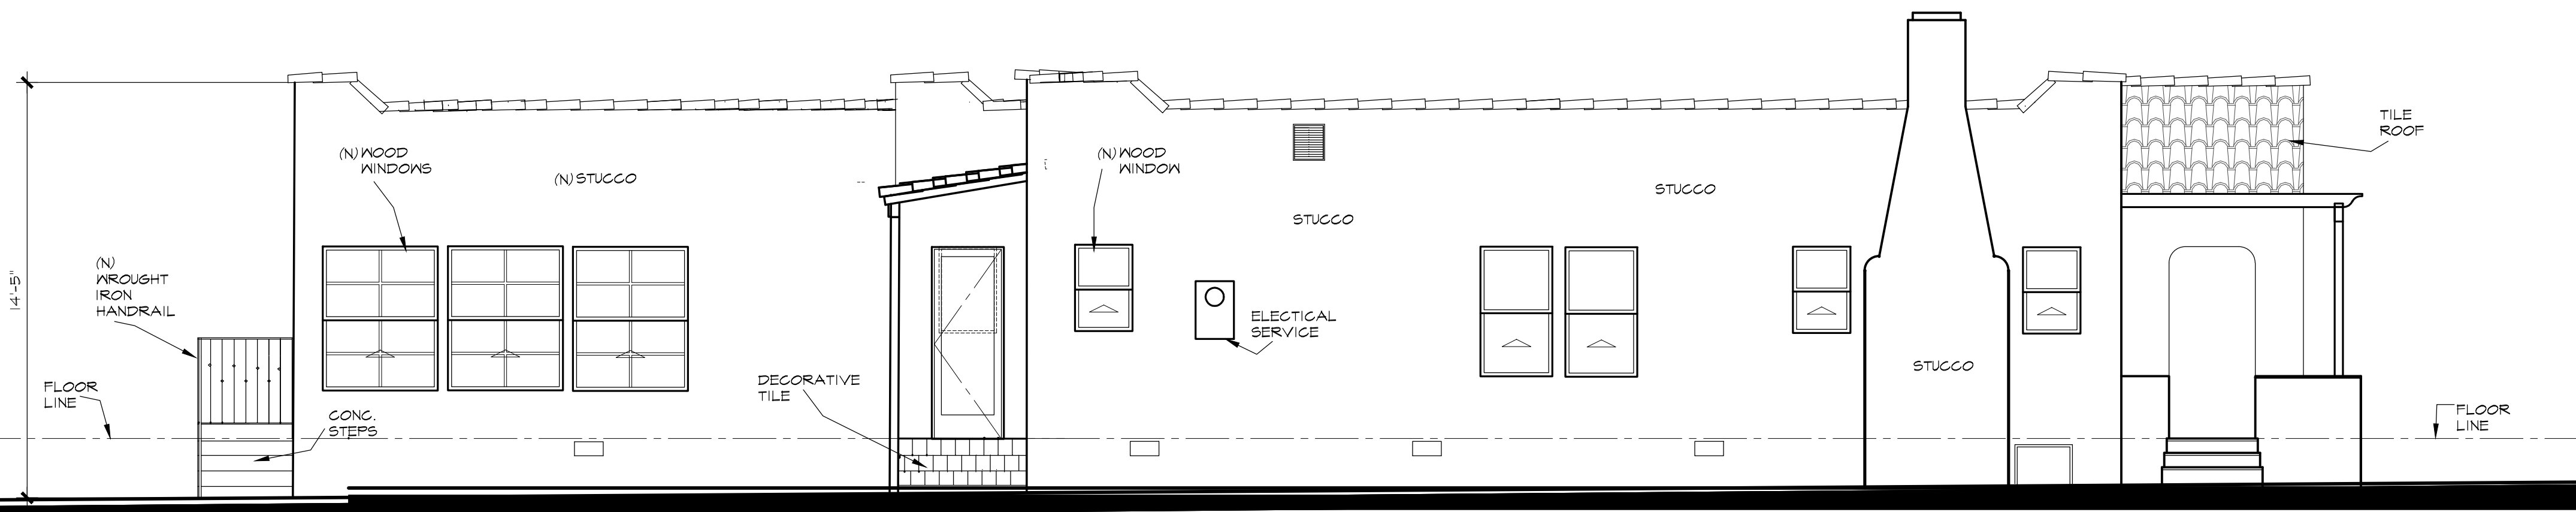 14'-5"
(N)
WROUGHT
IRON
HANDRAIL
FLOOR
LINE
(N) WOOD
WINDOWS
(N) STUCCO
CONC.
STEPS
DECORATIVE
TILE
(N) WOOD
WINDOW
ELECTICAL
SERVICE
STUCCO
STUCCO
STUCCO
TILE
ROOF
FLOOR
LINE